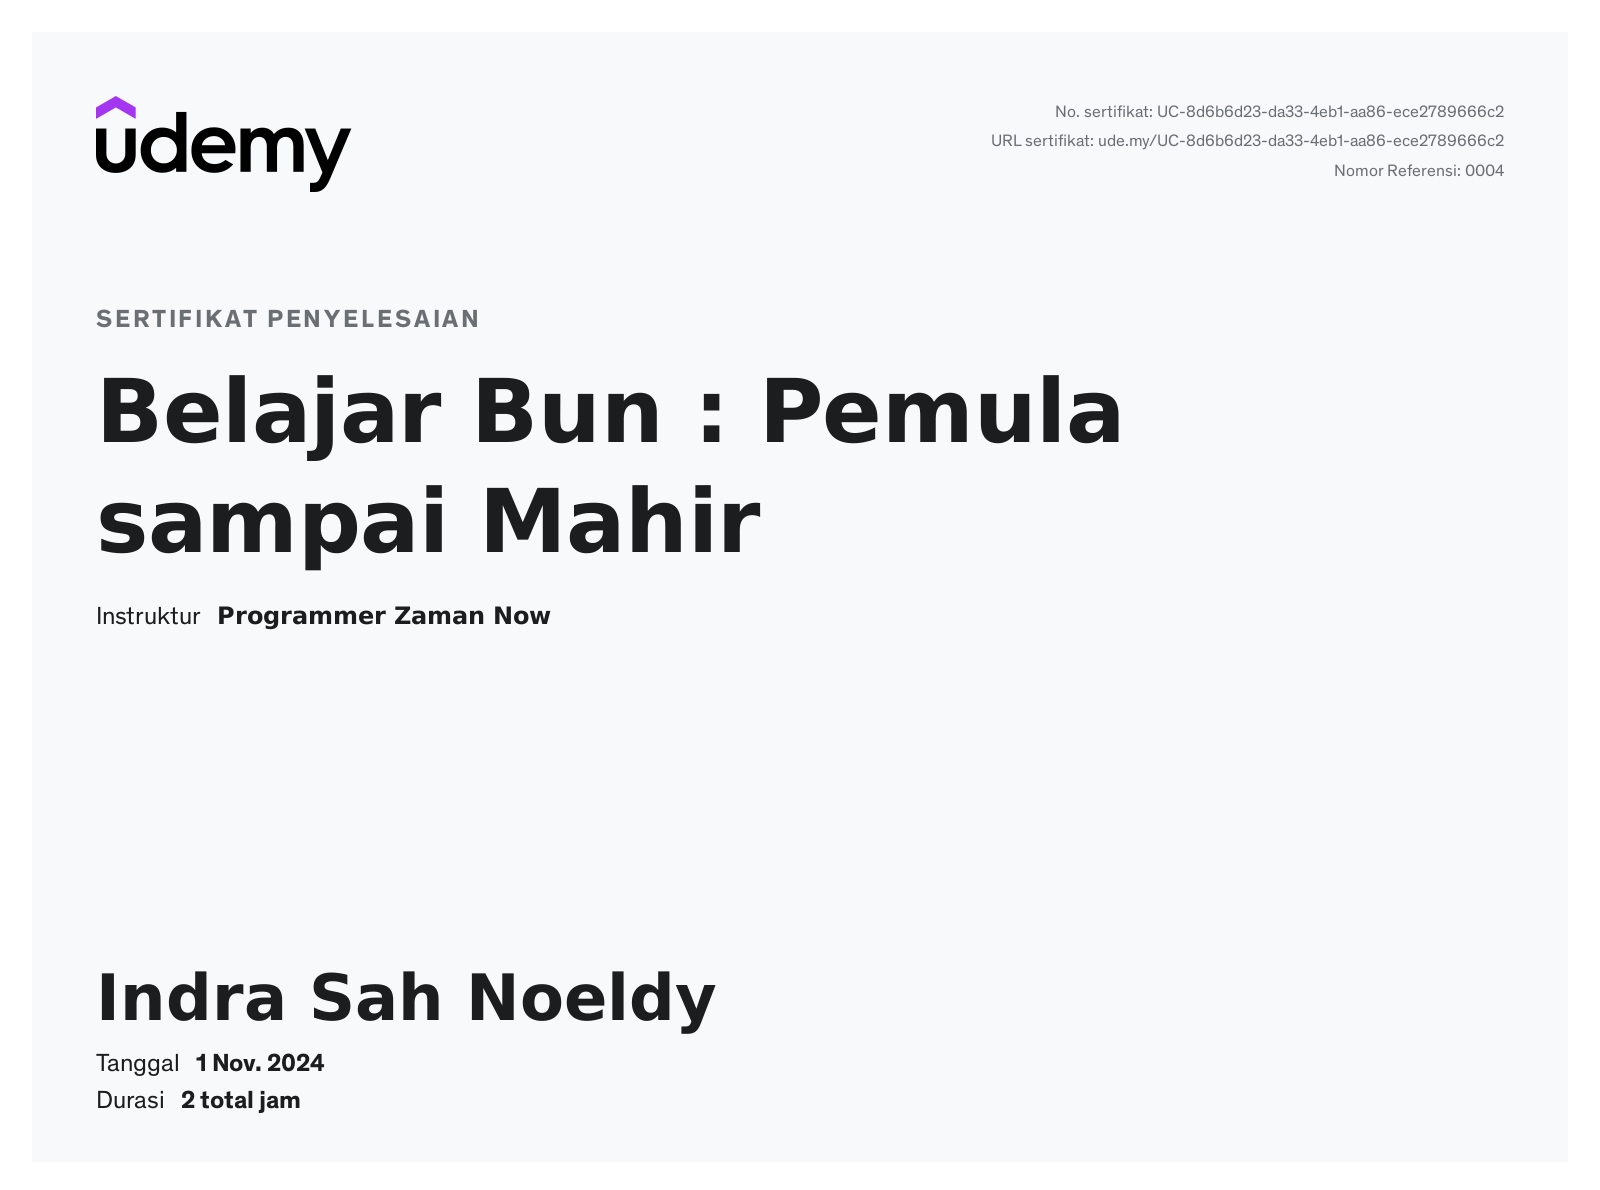 udemy
No. sertifikat: UC-8d6b6d23-da33-4eb1-aa86-ece2789666c2
URL sertifikat: ude.my/UC-8d6b6d23-da33-4eb1-aa86-ece2789666c2
Nomor Referensi: 0004
SERTIFIKAT PENYELESAIAN
Belajar Bun : Pemula
sampai Mahir
Instruktur Programmer Zaman Now
Indra Sah Noeldy
Tanggal 1 Nov. 2024
Durasi 2 total jam